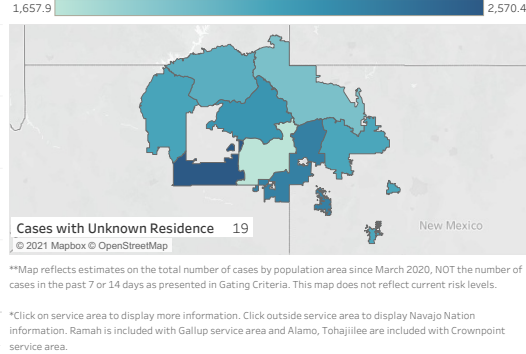 1,657.9 2,570.4
New Mexico
Cases with Unknown Residence 19
© 2021 Mapbox © OpenStreetMap
**Map reflects estimates on the total number of cases by population area since March 2020, NOT the number of
cases in the past 7 or 14 days as presented in Gating Criteria. This map does not reflect current risk levels.
*Click on service area to display more information. Click outside service area to display Navajo Nation
information. Ramah is included with Gallup service area and Alamo, Tohajiilee are included with Crownpoint
service area.